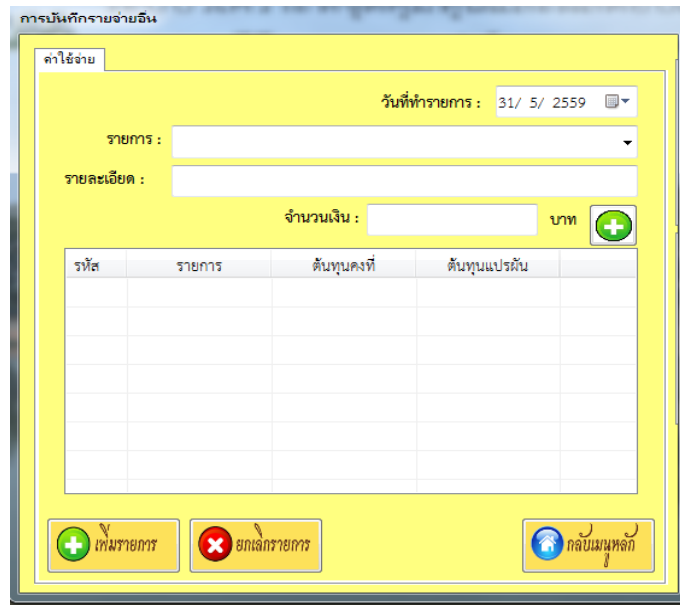 การบันทึกรายจ่ายอื่น
ค่าใช้จ่าย
วันที่ทำรายการ : 31/ 5/ 2559
รายการ :
รายละเอียด :
จำนวนเงิน : บาท
รหัส รายการ ต้นทุนคงที่ ต้นทุนแปรผัน
เพิ่มรายการ ยกเลิกรายการ กลับเมนูหลัก